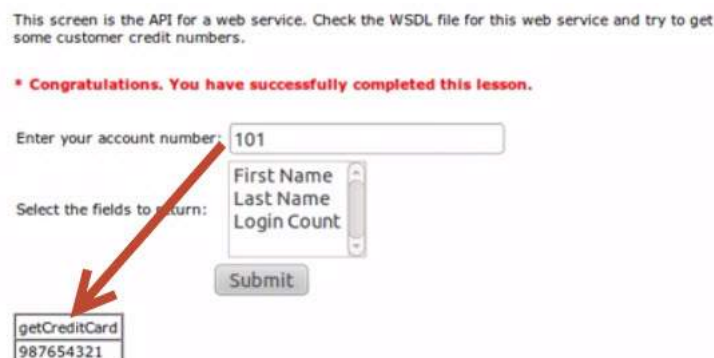 This screen is the API for a web service. Check the WSDL file for this web service and try to get
some customer credit numbers.
* Congratulations. You have successfully completed this lesson.
Enter your account number: 101
First Name
Last Name
Select the fields to return:
Login Count
Submit
getCreditCard
987654321